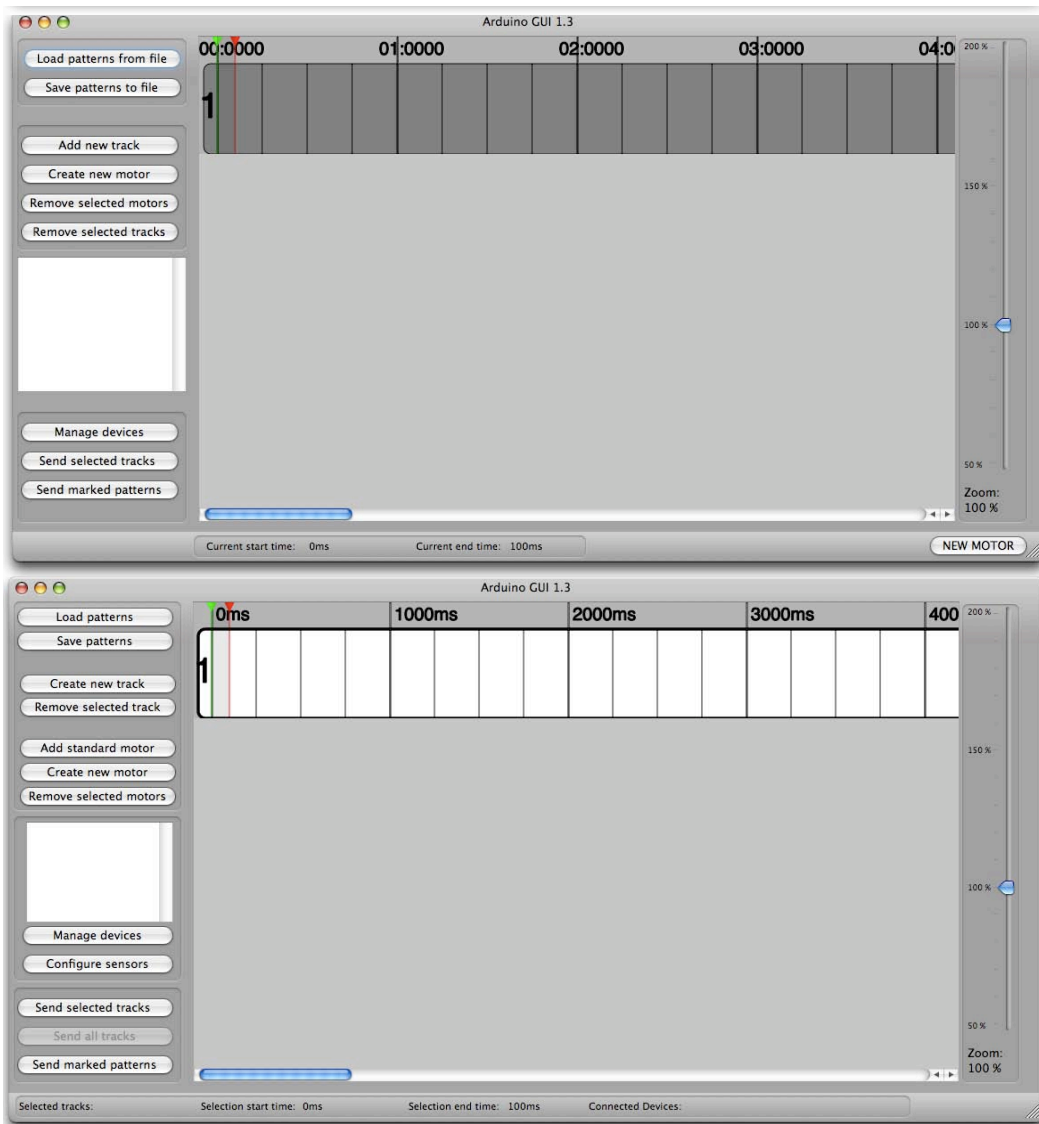 Arduino GUI 1.3
Load patterns from file
Save patterns to file
Add new track
Create new motor
Remove selected motors
Remove selected tracks
Manage devices
Send selected tracks
Send marked patterns
00:0000 01:0000 02:0000 03:0000 04:0
1
200 %
150 %
100 %
50 %
Zoom:
100 %
Current start time: 0ms Current end time: 100ms
NEW MOTOR
Arduino GUI 1.3
Load patterns
Save patterns
Create new track
Remove selected track
Add standard motor
Create new motor
Remove selected motors
Manage devices
Configure sensors
Send selected tracks
Send all tracks
Send marked patterns
0ms 1000ms 2000ms 3000ms 400
1
200 %
150 %
100 %
50 %
Zoom:
100 %
Selected tracks: Selection start time: 0ms Selection end time: 100ms Connected Devices: